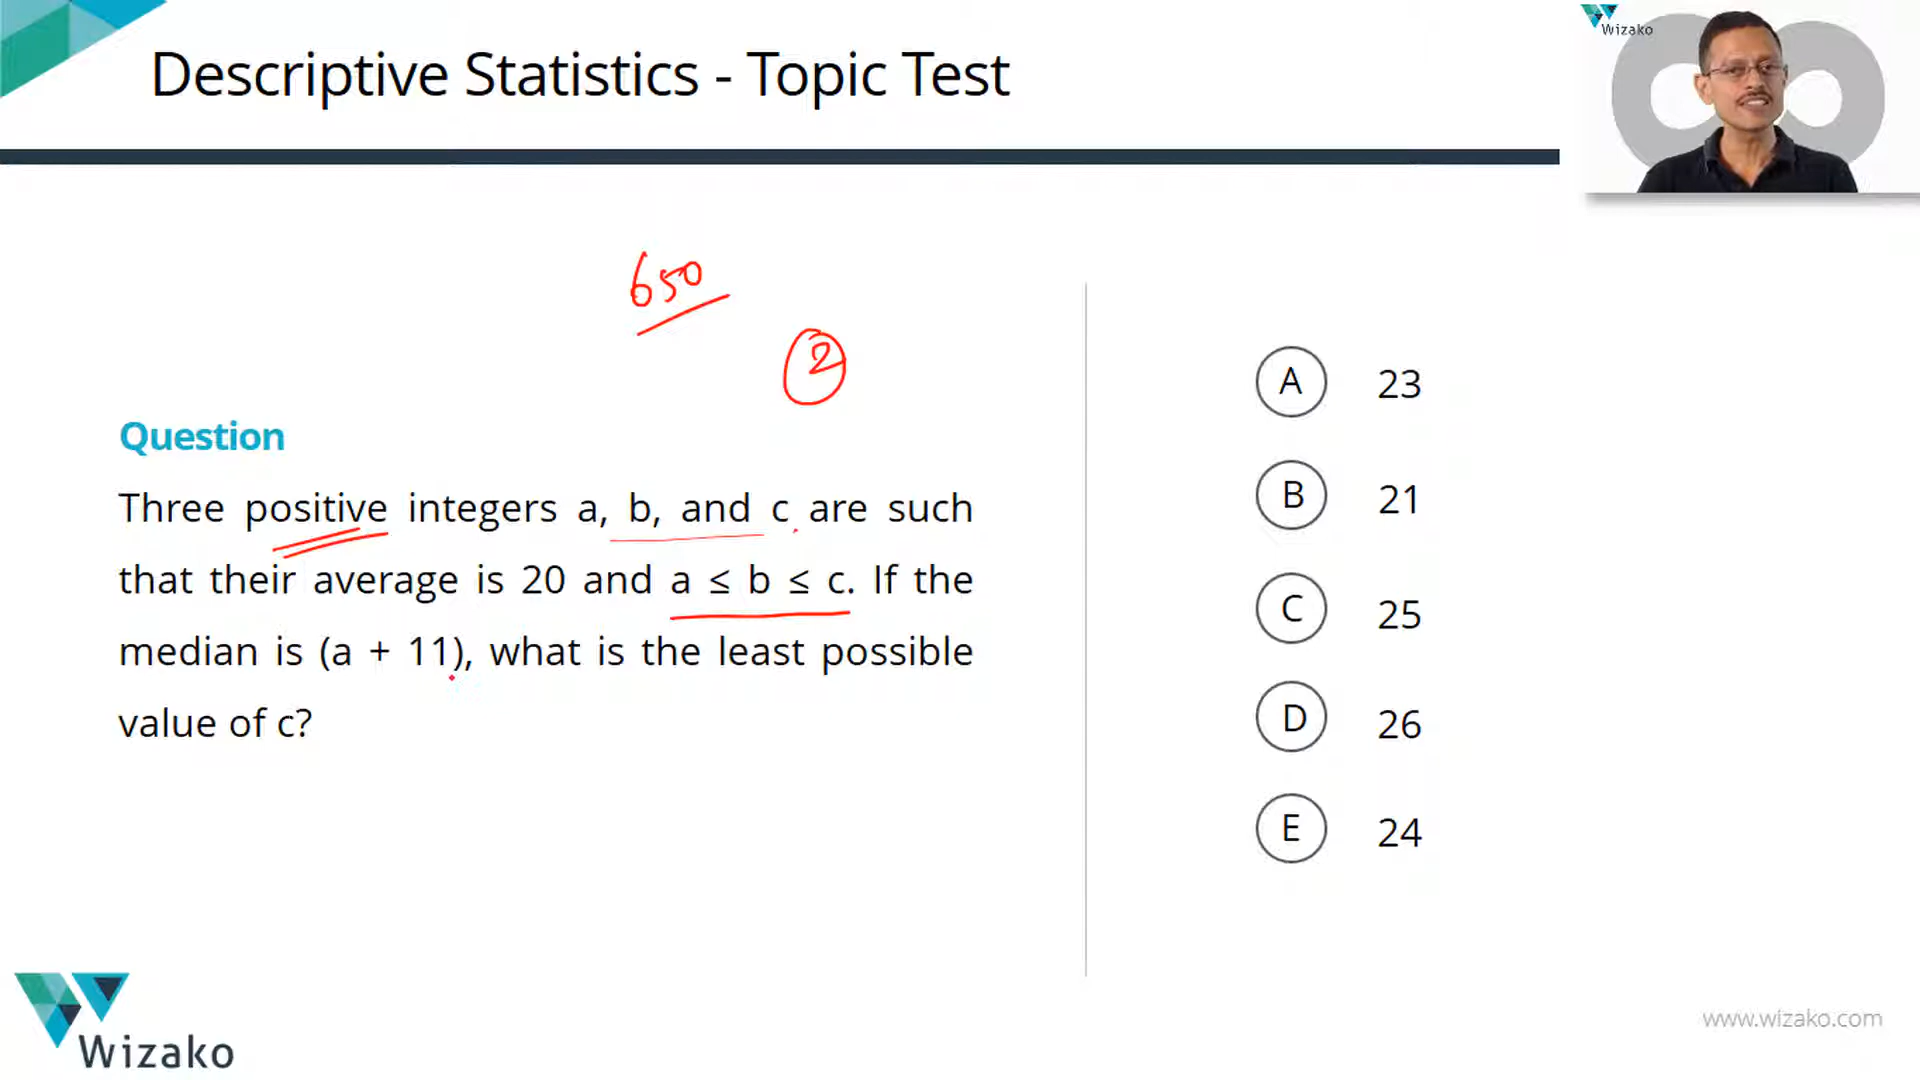 Wizako
Descriptive Statistics - Topic Test
650
2
Question
Three positive integers a, b, and c are such
that their average is 20 and a ≤ b ≤ c. If the
median is (a + 11), what is the least possible
value of c?
A 23
B 21
C 25
D 26
E 24
Wizako
www.wizako.com